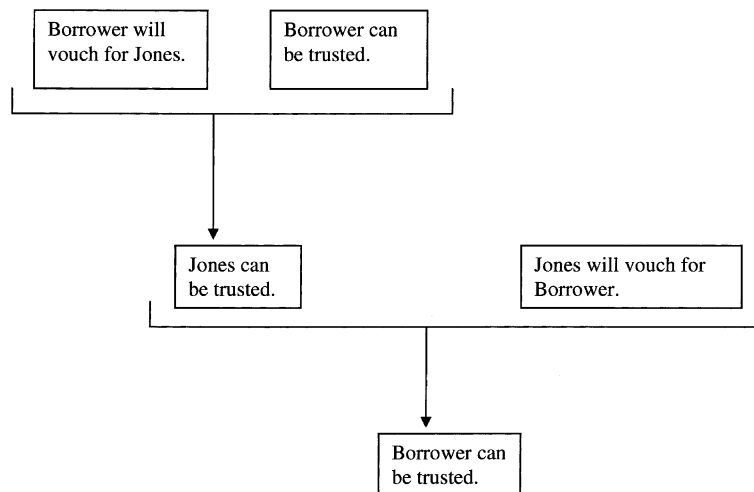 Borrower will
vouch for Jones.
Borrower can
be trusted.
Jones can
be trusted.
Jones will vouch for
Borrower.
Borrower can
be trusted.